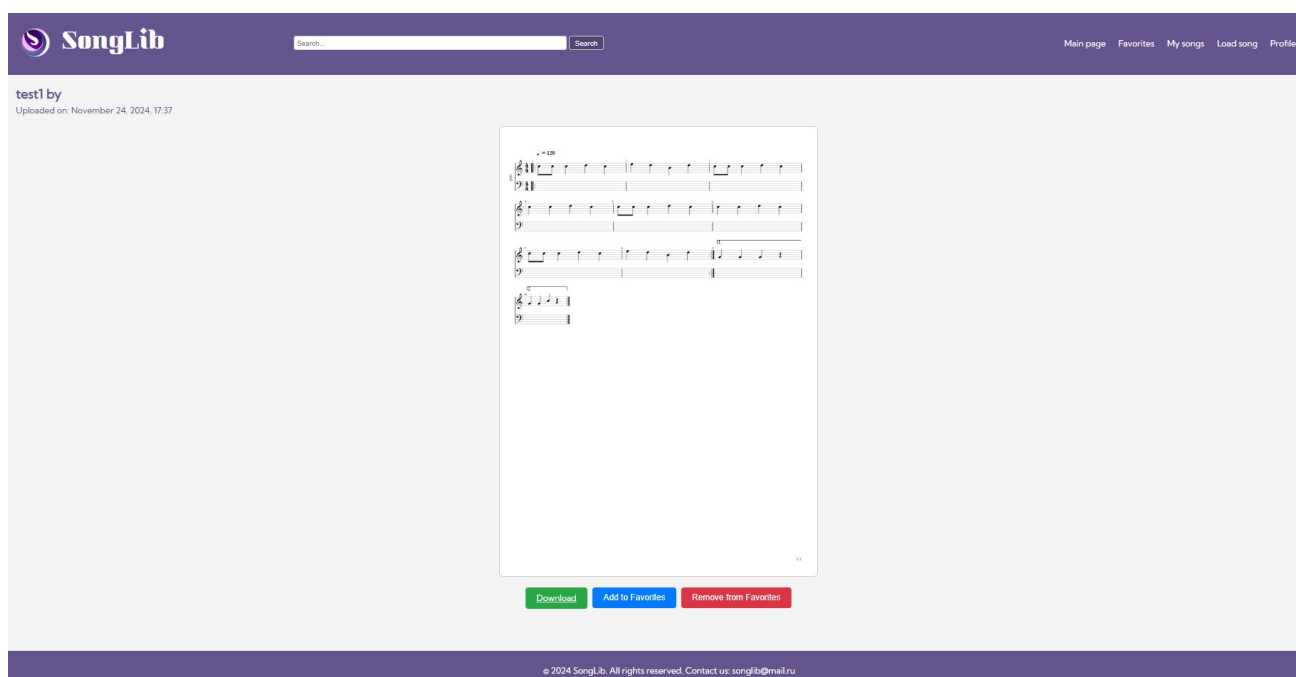 SongLib
Search...
Search
Main page Favorites My songs Load song Profile
test1 by
Uploaded on: November 24, 2024, 17:37
= 120
Download
Add to Favorites
Remove from Favorites
© 2024 SongLib. All rights reserved. Contact us: songlib@mail.ru